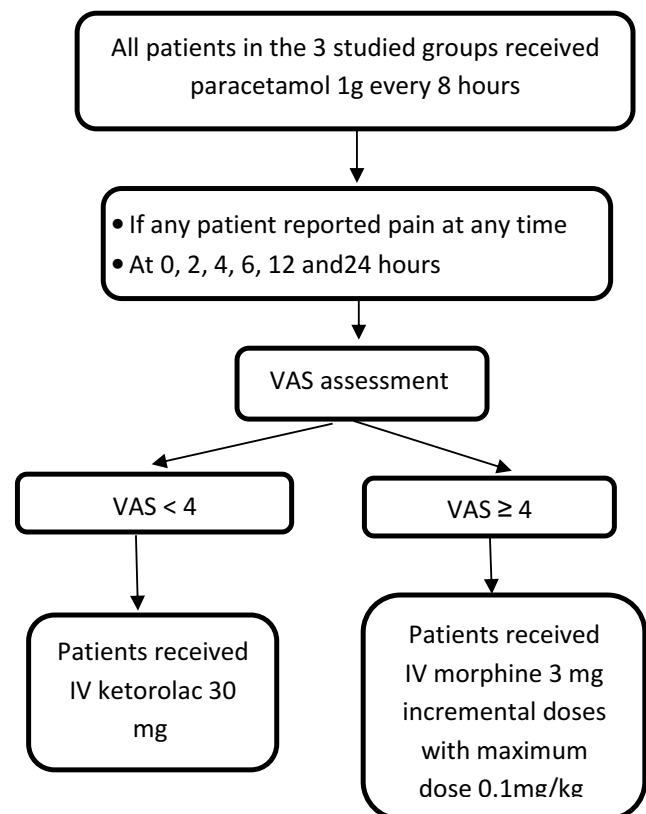 All patients in the 3 studied groups received
paracetamol 1g every 8 hours
• If any patient reported pain at any time
• At 0, 2, 4, 6, 12 and24 hours
VAS assessment
VAS < 4
VAS ≥ 4
Patients received
IV ketorolac 30
mg
Patients received
IV morphine 3 mg
incremental doses
with maximum
dose 0.1mg/kg